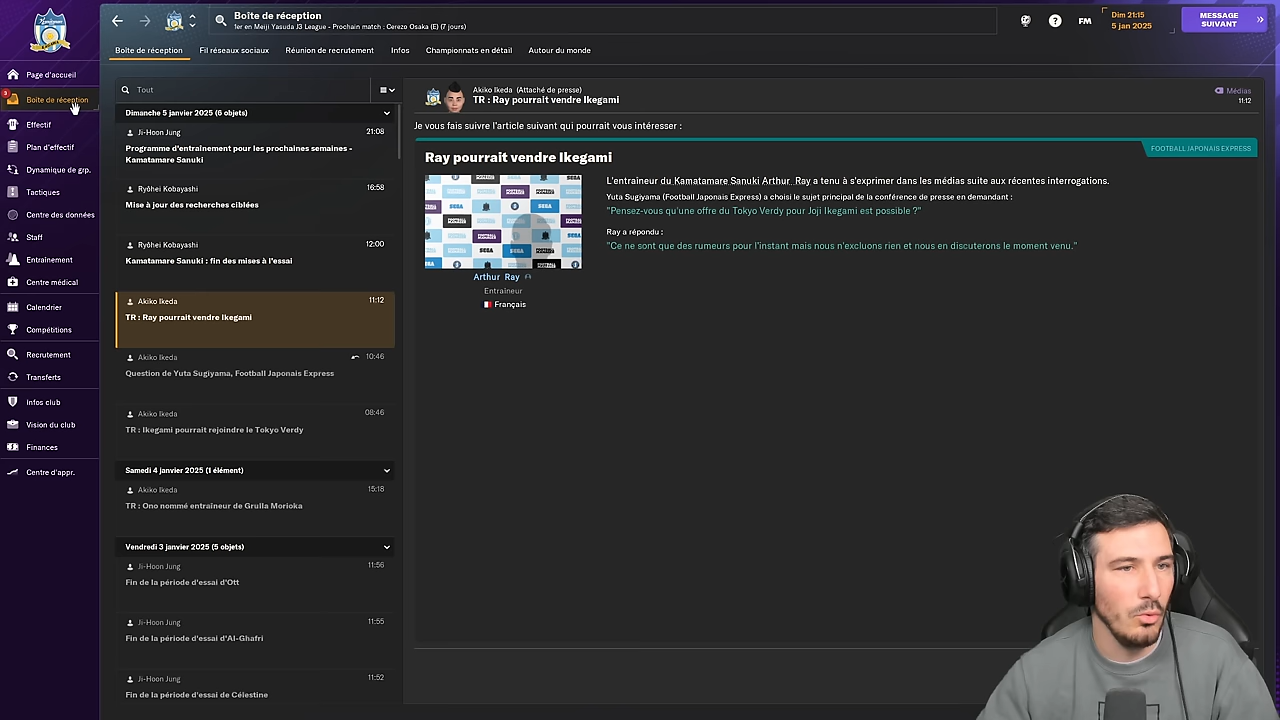 Boîte de réception
1er en Meiji Yasuda J3 League - Prochain match : Cerezo Osaka (E) (7 jours)
FM
Dim 21:15
5 jan 2025
MESSAGE
SUIVANT
Boîte de réception
Fil réseaux sociaux
Réunion de recrutement
Infos
Championnats en détail
Autour du monde
Page d'accueil
3
Boîte de réception
Effectif
Plan d'effectif
Dynamique de grp.
Tactiques
Centre des données
Staff
Entraînement
Centre médical
Calendrier
Compétitions
Recrutement
Transferts
Infos club
Vision du club
Finances
Centre d'appr.
Tout
Dimanche 5 janvier 2025 (6 objets)
Ji-Hoon Jung 21:08
Programme d'entraînement pour les prochaines semaines -
Kamatamare Sanuki
Ryôhei Kobayashi 16:58
Mise à jour des recherches ciblées
Ryôhei Kobayashi 12:00
Kamatamare Sanuki : fin des mises à l'essai
Akiko Ikeda 11:12
TR : Ray pourrait vendre Ikegami
Akiko Ikeda 10:46
Question de Yuta Sugiyama, Football Japonais Express
Akiko Ikeda 08:46
TR : Ikegami pourrait rejoindre le Tokyo Verdy
Samedi 4 janvier 2025 (1 élément)
Akiko Ikeda 15:18
TR : Ono nommé entraîneur de Grulla Morioka
Vendredi 3 janvier 2025 (5 objets)
Ji-Hoon Jung 11:56
Fin de la période d'essai d'Ott
Ji-Hoon Jung 11:55
Fin de la période d'essai d'Al-Ghafri
Ji-Hoon Jung 11:52
Fin de la période d'essai de Célestine
Akiko Ikeda (Attaché de presse)
TR : Ray pourrait vendre Ikegami
Médias
11:12
Je vous fais suivre l'article suivant qui pourrait vous intéresser :
FOOTBALL JAPONAIS EXPRESS
Ray pourrait vendre Ikegami
SEGA
Arthur Ray
Entraîneur
Français
L'entraîneur du Kamatamare Sanuki Arthur Ray a tenu à s'exprimer dans les médias suite aux récentes interrogations.
Yuta Sugiyama (Football Japonais Express) a choisi le sujet principal de la conférence de presse en demandant :
"Pensez-vous qu'une offre du Tokyo Verdy pour Joji Ikegami est possible ?"
Ray a répondu :
"Ce ne sont que des rumeurs pour l'instant mais nous n'excluons rien et nous en discuterons le moment venu."